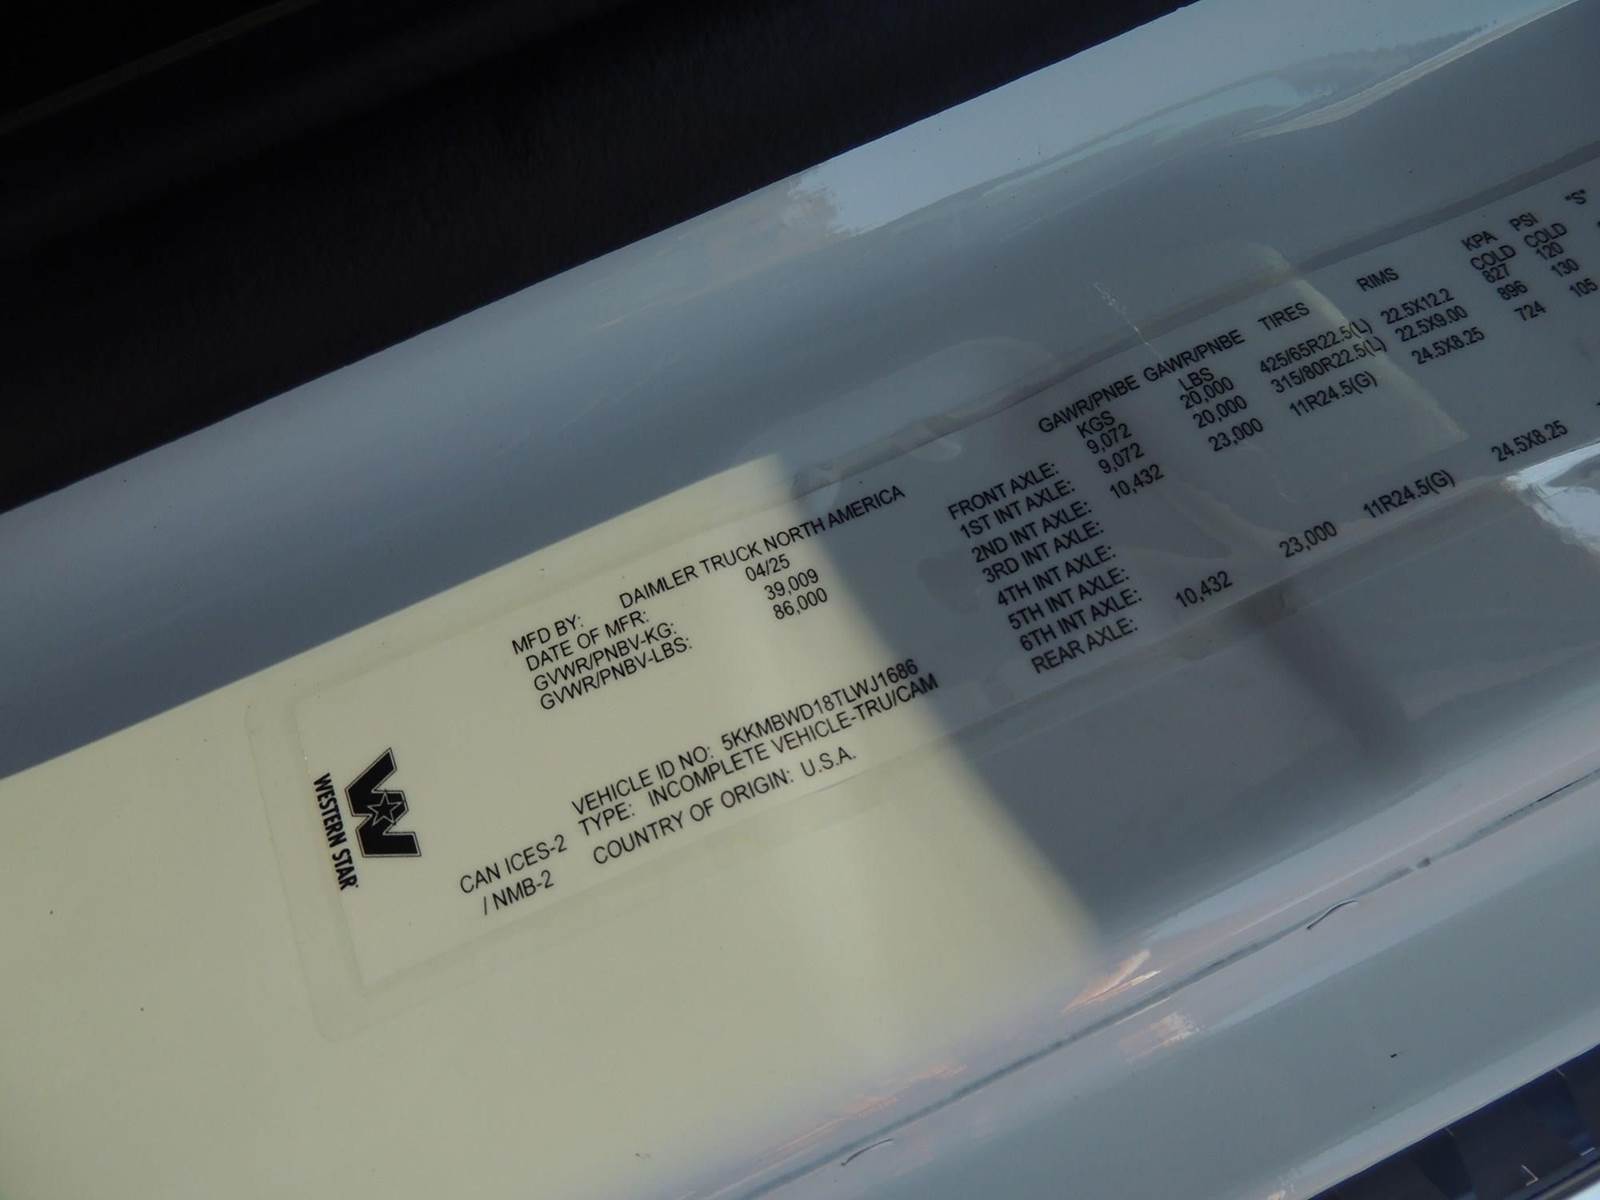 WESTERN STAR
MFD BY: DAIMLER TRUCK NORTH AMERICA
DATE OF MFR: 04/25
GVWR/PNBV-KG: 39,009
GVWR/PNBV-LBS: 86,000
VEHICLE ID NO: 5KKMBWD18TLWJ1686
TYPE: INCOMPLETE VEHICLE-TRU/CAM
COUNTRY OF ORIGIN: U.S.A.
CAN ICES-2
/ NMB-2
GAWR/PNBE GAWR/PNBE TIRES RIMS KPA PSI "S"
KGS LBS COLD COLD
FRONT AXLE: 9,072 20,000 425/65R22.5(L) 22.5X12.2 827 120
1ST INT AXLE: 9,072 20,000 315/80R22.5(L) 22.5X9.00 896 130
2ND INT AXLE: 10,432 23,000 11R24.5(G) 24.5X8.25 724 105
3RD INT AXLE:
4TH INT AXLE:
5TH INT AXLE:
6TH INT AXLE:
REAR AXLE: 10,432 23,000 11R24.5(G) 24.5X8.25